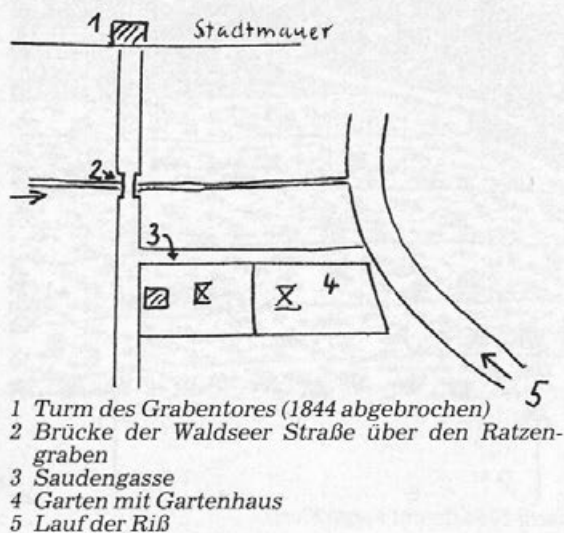 1 Stadtmauer
2
3
4
5
1 Turm des Grabentores (1844 abgebrochen)
2 Brücke der Waldseer Straße über den Ratzen-
graben
3 Saudengasse
4 Garten mit Gartenhaus
5 Lauf der Riß